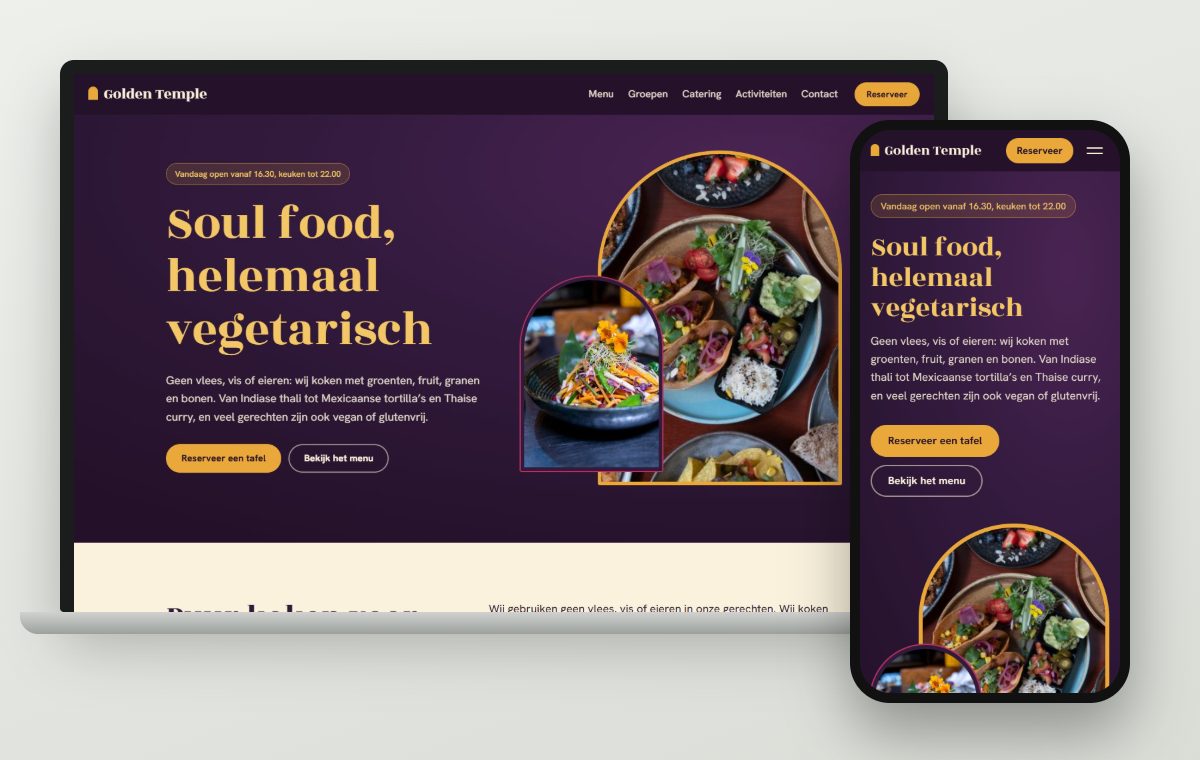 Golden Temple
Menu Groepen Catering Activiteiten Contact Reserveer
Vandaag open vanaf 16.30, keuken tot 22.00
Soul food,
helemaal
vegetarisch
Geen vlees, vis of eieren: wij koken met groenten, fruit, granen
en bonen. Van Indiase thali tot Mexicaanse tortilla’s en Thaise
curry, en veel gerechten zijn ook vegan of glutenvrij.
Reserveer een tafel Bekijk het menu
Wij gebruiken geen vlees, vis of eieren in onze gerechten. Wij koken
Golden Temple Reserveer
Vandaag open vanaf 16.30, keuken tot 22.00
Soul food,
helemaal
vegetarisch
Geen vlees, vis of eieren: wij koken met
groenten, fruit, granen en bonen. Van Indiase
thali tot Mexicaanse tortilla’s en Thaise curry,
en veel gerechten zijn ook vegan of glutenvrij.
Reserveer een tafel
Bekijk het menu